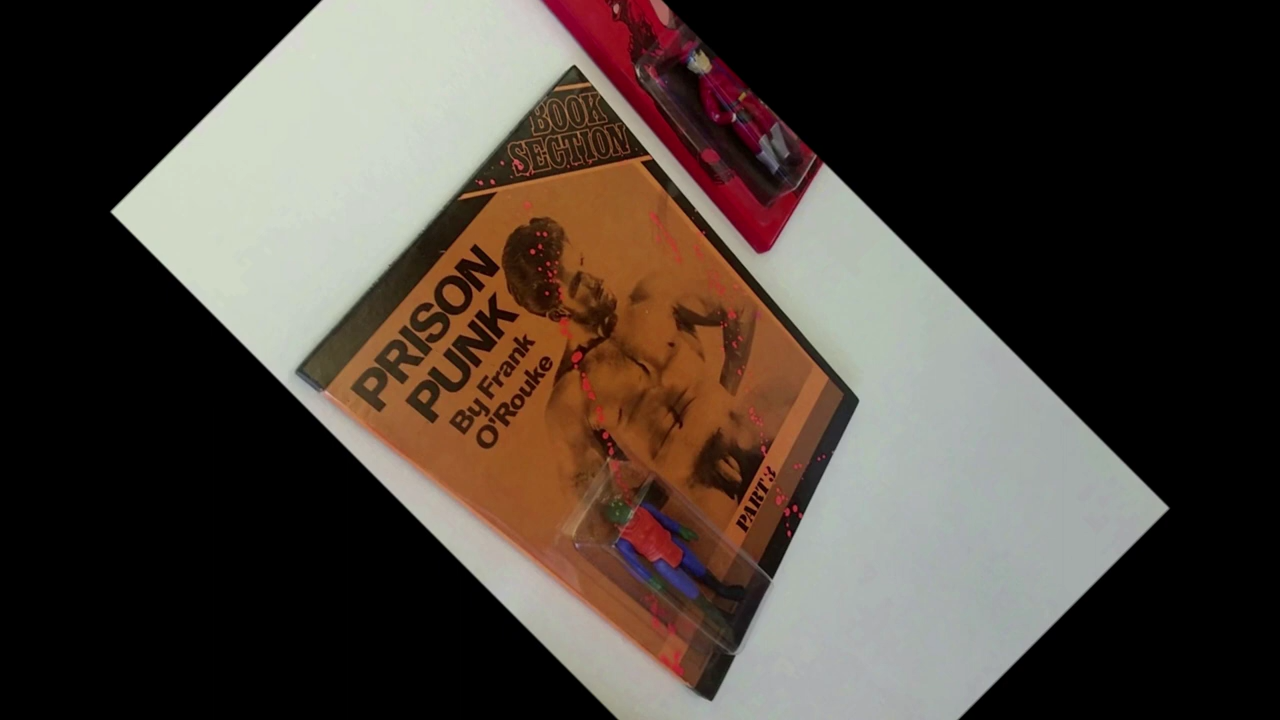 BOOK
SECTION
PRISON
PUNK
By Frank
O'Rouke
PART 3